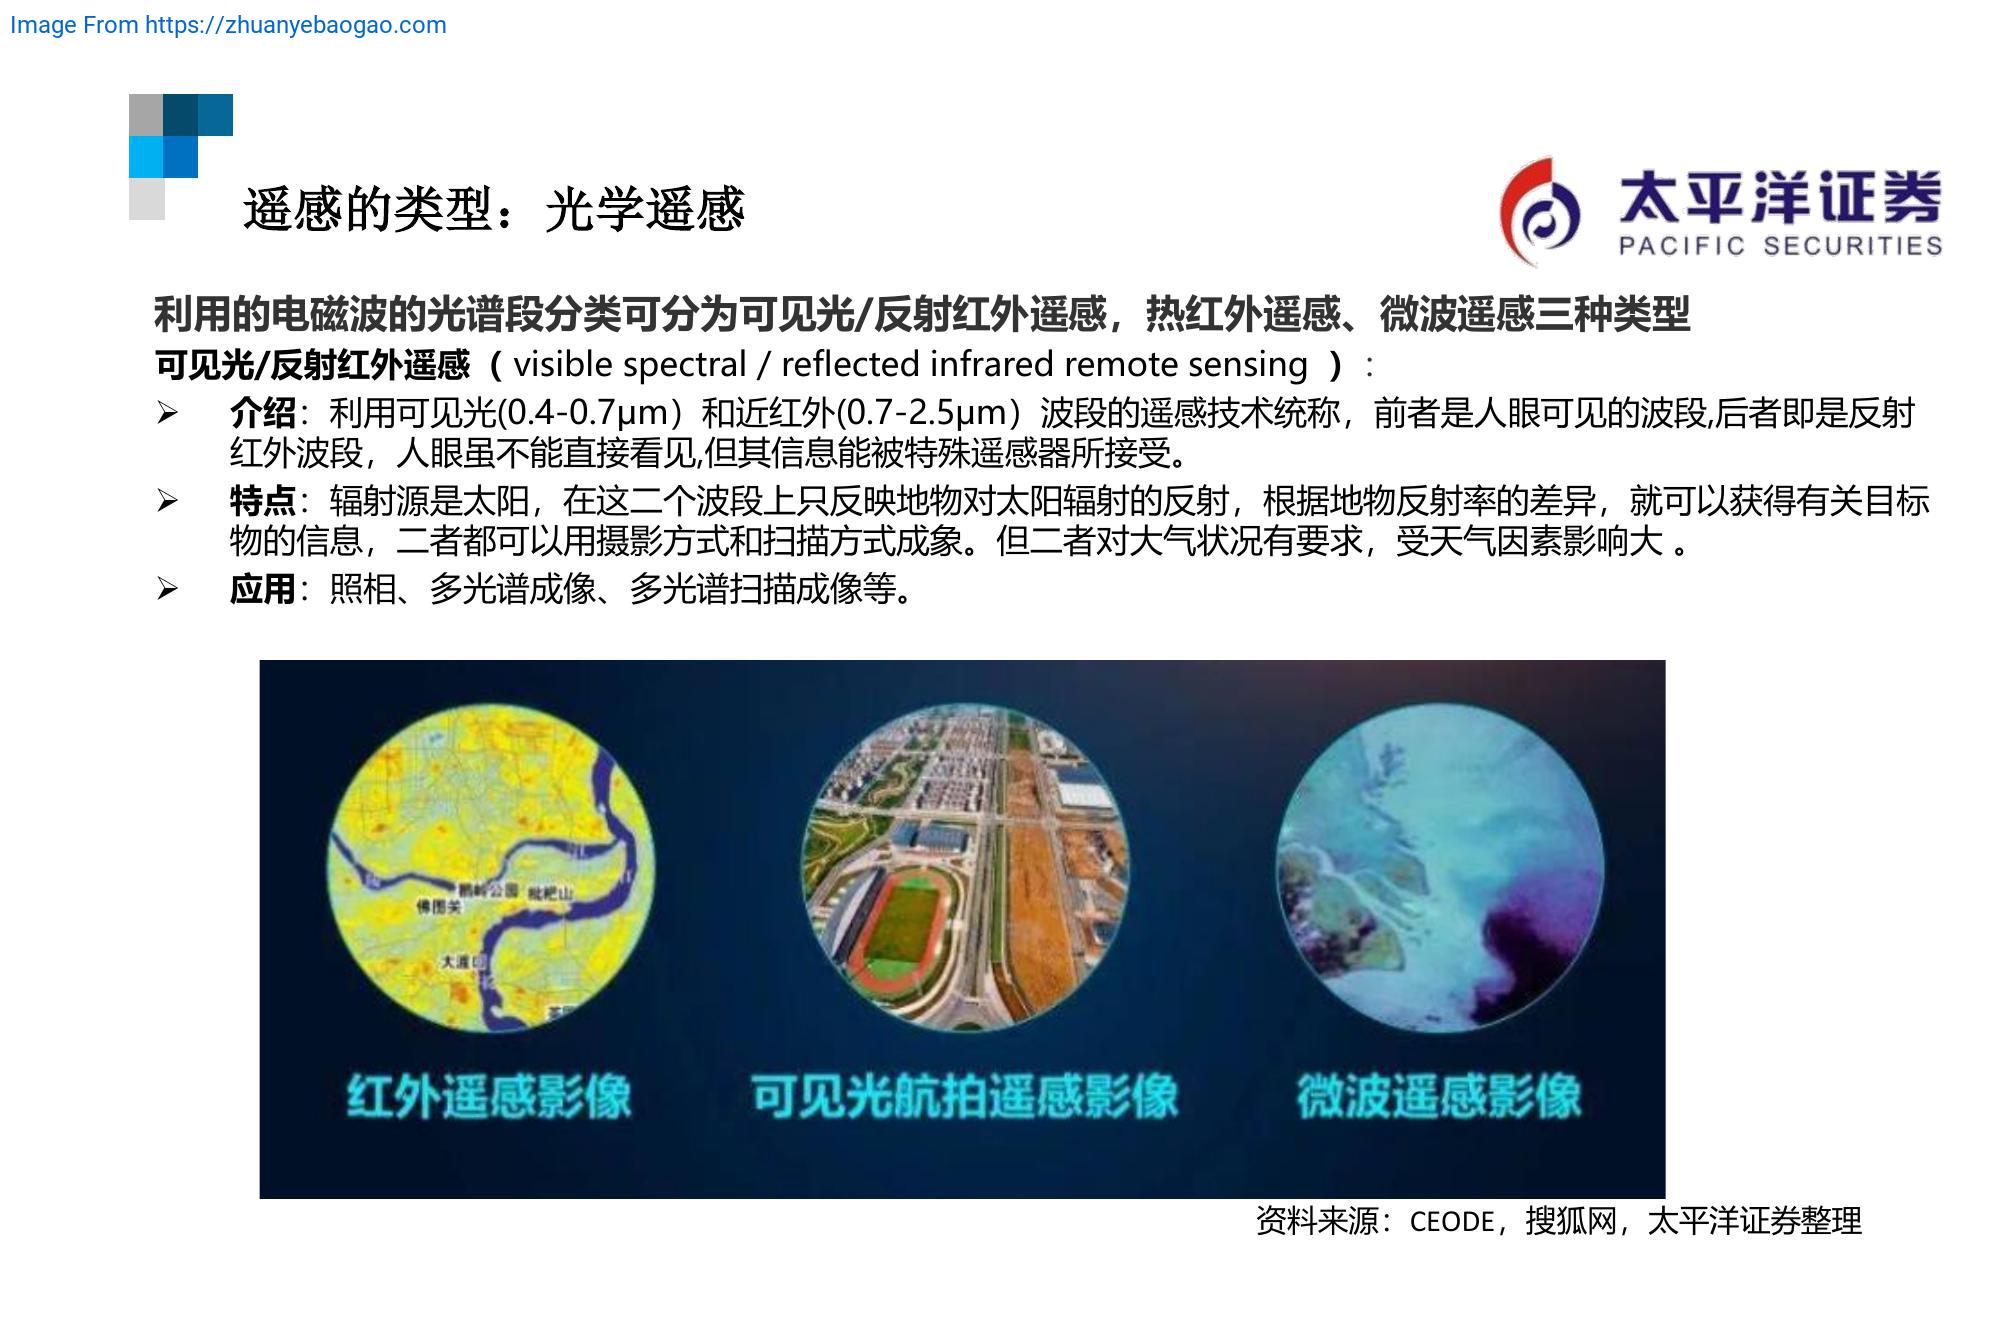 Image From https://zhuanyebaogao.com
遥感的类型：光学遥感
太平洋证券
PACIFIC SECURITIES
利用的电磁波的光谱段分类可分为可见光/反射红外遥感，热红外遥感、微波遥感三种类型
可见光/反射红外遥感（ visible spectral / reflected infrared remote sensing ）:
➢ 介绍：利用可见光(0.4-0.7μm）和近红外(0.7-2.5μm）波段的遥感技术统称，前者是人眼可见的波段,后者即是反射
红外波段，人眼虽不能直接看见,但其信息能被特殊遥感器所接受。
➢ 特点：辐射源是太阳，在这二个波段上只反映地物对太阳辐射的反射，根据地物反射率的差异，就可以获得有关目标
物的信息，二者都可以用摄影方式和扫描方式成象。但二者对大气状况有要求，受天气因素影响大 。
➢ 应用：照相、多光谱成像、多光谱扫描成像等。
鹅岭公园 枇杷山
佛图关
大渡口
红外遥感影像
可见光航拍遥感影像
微波遥感影像
资料来源：CEODE，搜狐网，太平洋证券整理